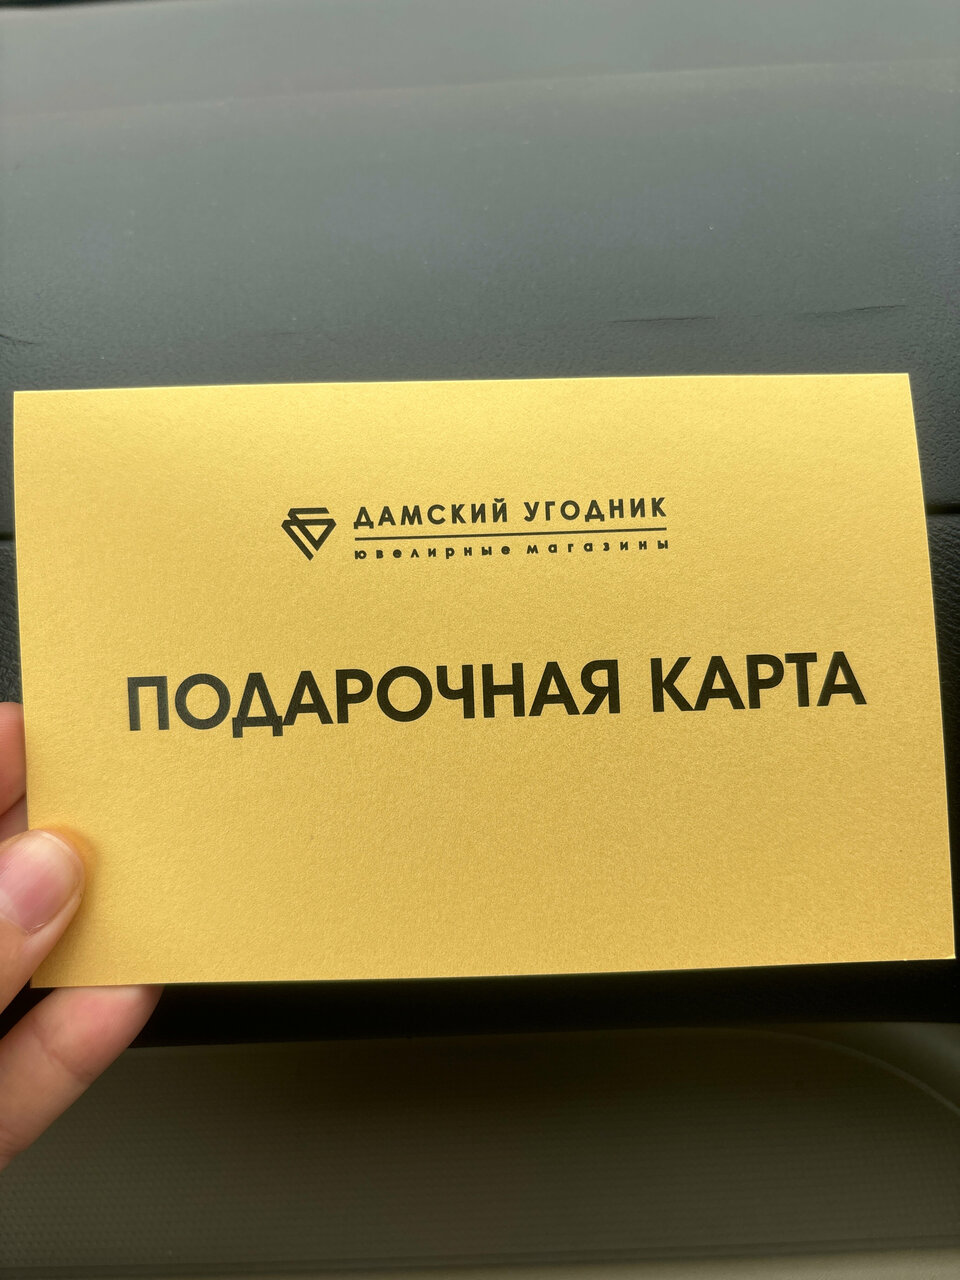 ДАМСКИЙ УГОДНИК
ювелирные магазины
ПОДАРОЧНАЯ КАРТА